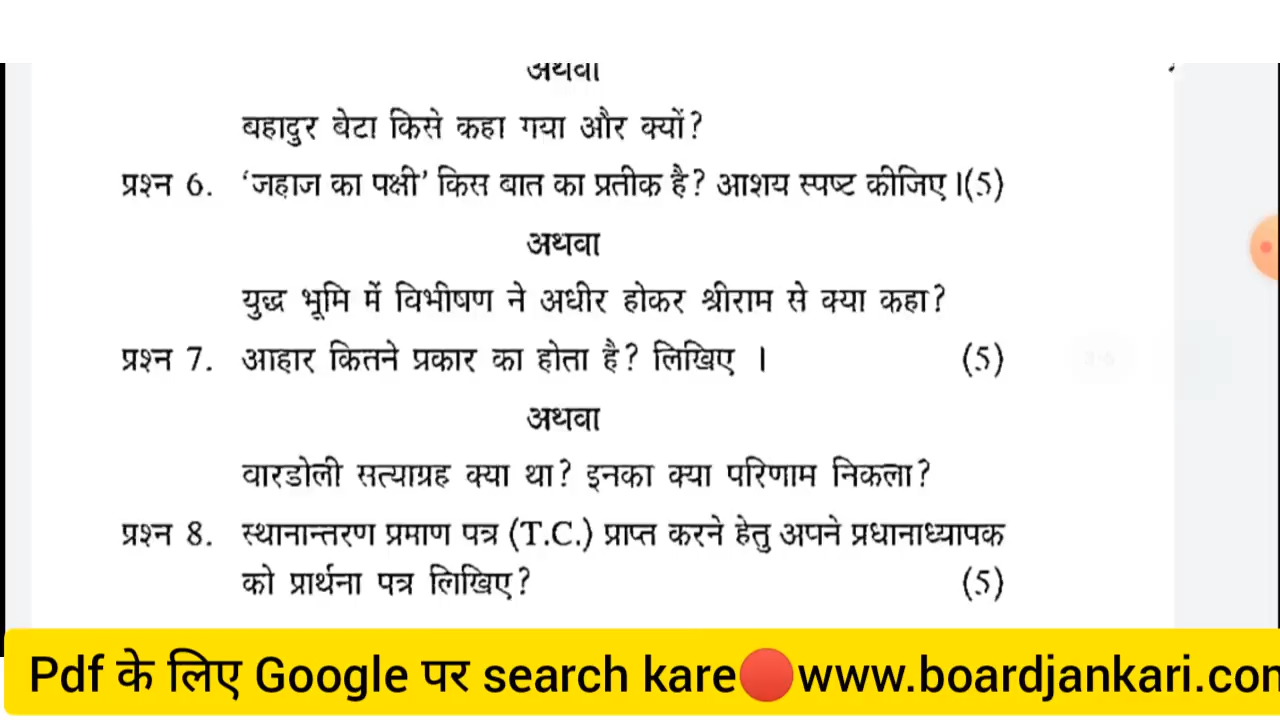 अथवा
बहादुर बेटा किसे कहा गया और क्यों?
प्रश्न 6. 'जहाज का पक्षी' किस बात का प्रतीक है? आशय स्पष्ट कीजिए।(5)
अथवा
युद्ध भूमि में विभीषण ने अधीर होकर श्रीराम से क्या कहा?
प्रश्न 7. आहार कितने प्रकार का होता है? लिखिए । (5)
अथवा
वारडोली सत्याग्रह क्या था? इनका क्या परिणाम निकला?
प्रश्न 8. स्थानान्तरण प्रमाण पत्र (T.C.) प्राप्त करने हेतु अपने प्रधानाध्यापक
को प्रार्थना पत्र लिखिए? (5)
Pdf के लिए Google पर search kare🔴www.boardjankari.com